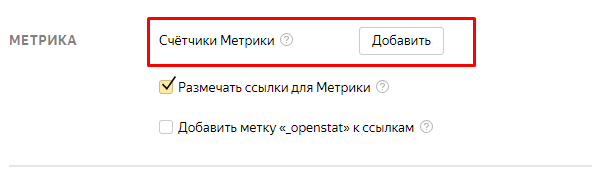 МЕТРИКА
Счётчики Метрики ? Добавить
Размечать ссылки для Метрики ?
Добавить метку «_openstat» к ссылкам ?